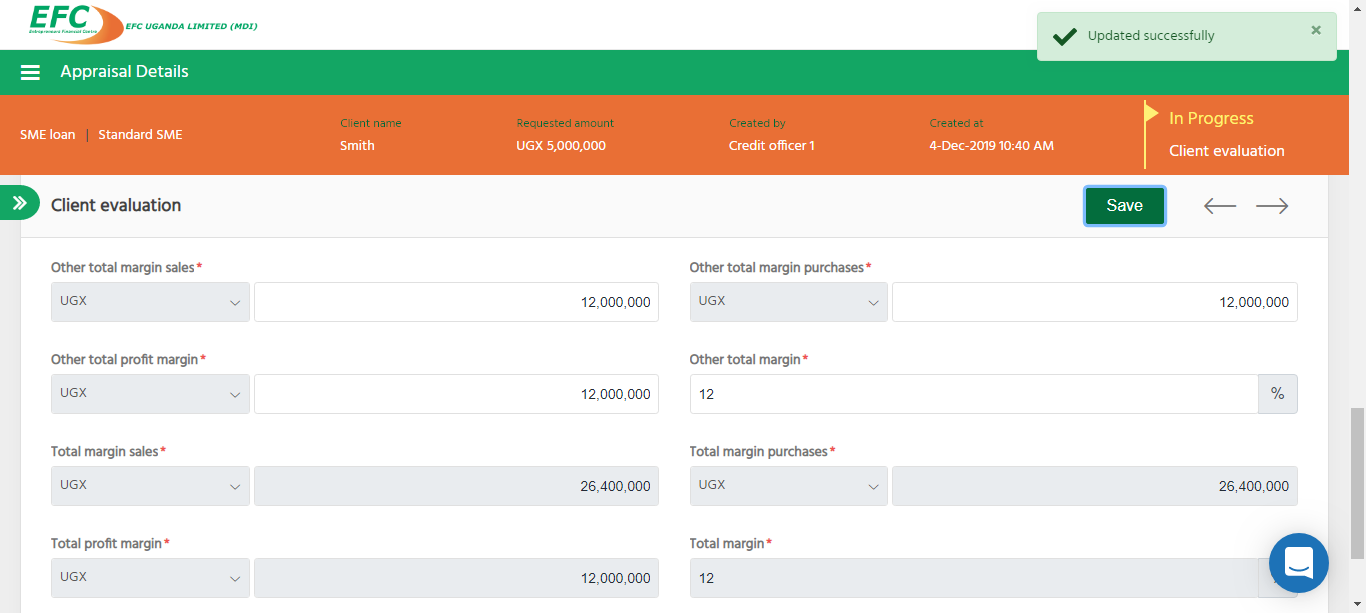 EFC
Entrepreneurs Financial Centre
EFC UGANDA LIMITED (MDI)
Updated successfully
×
Appraisal Details
SME loan | Standard SME
Client name
Smith
Requested amount
UGX 5,000,000
Created by
Credit officer 1
Created at
4-Dec-2019 10:40 AM
In Progress
Client evaluation
Client evaluation
Save
Other total margin sales*
UGX 12,000,000
Other total margin purchases*
UGX 12,000,000
Other total profit margin*
UGX 12,000,000
Other total margin*
12 %
Total margin sales*
UGX 26,400,000
Total margin purchases*
UGX 26,400,000
Total profit margin*
UGX 12,000,000
Total margin*
12